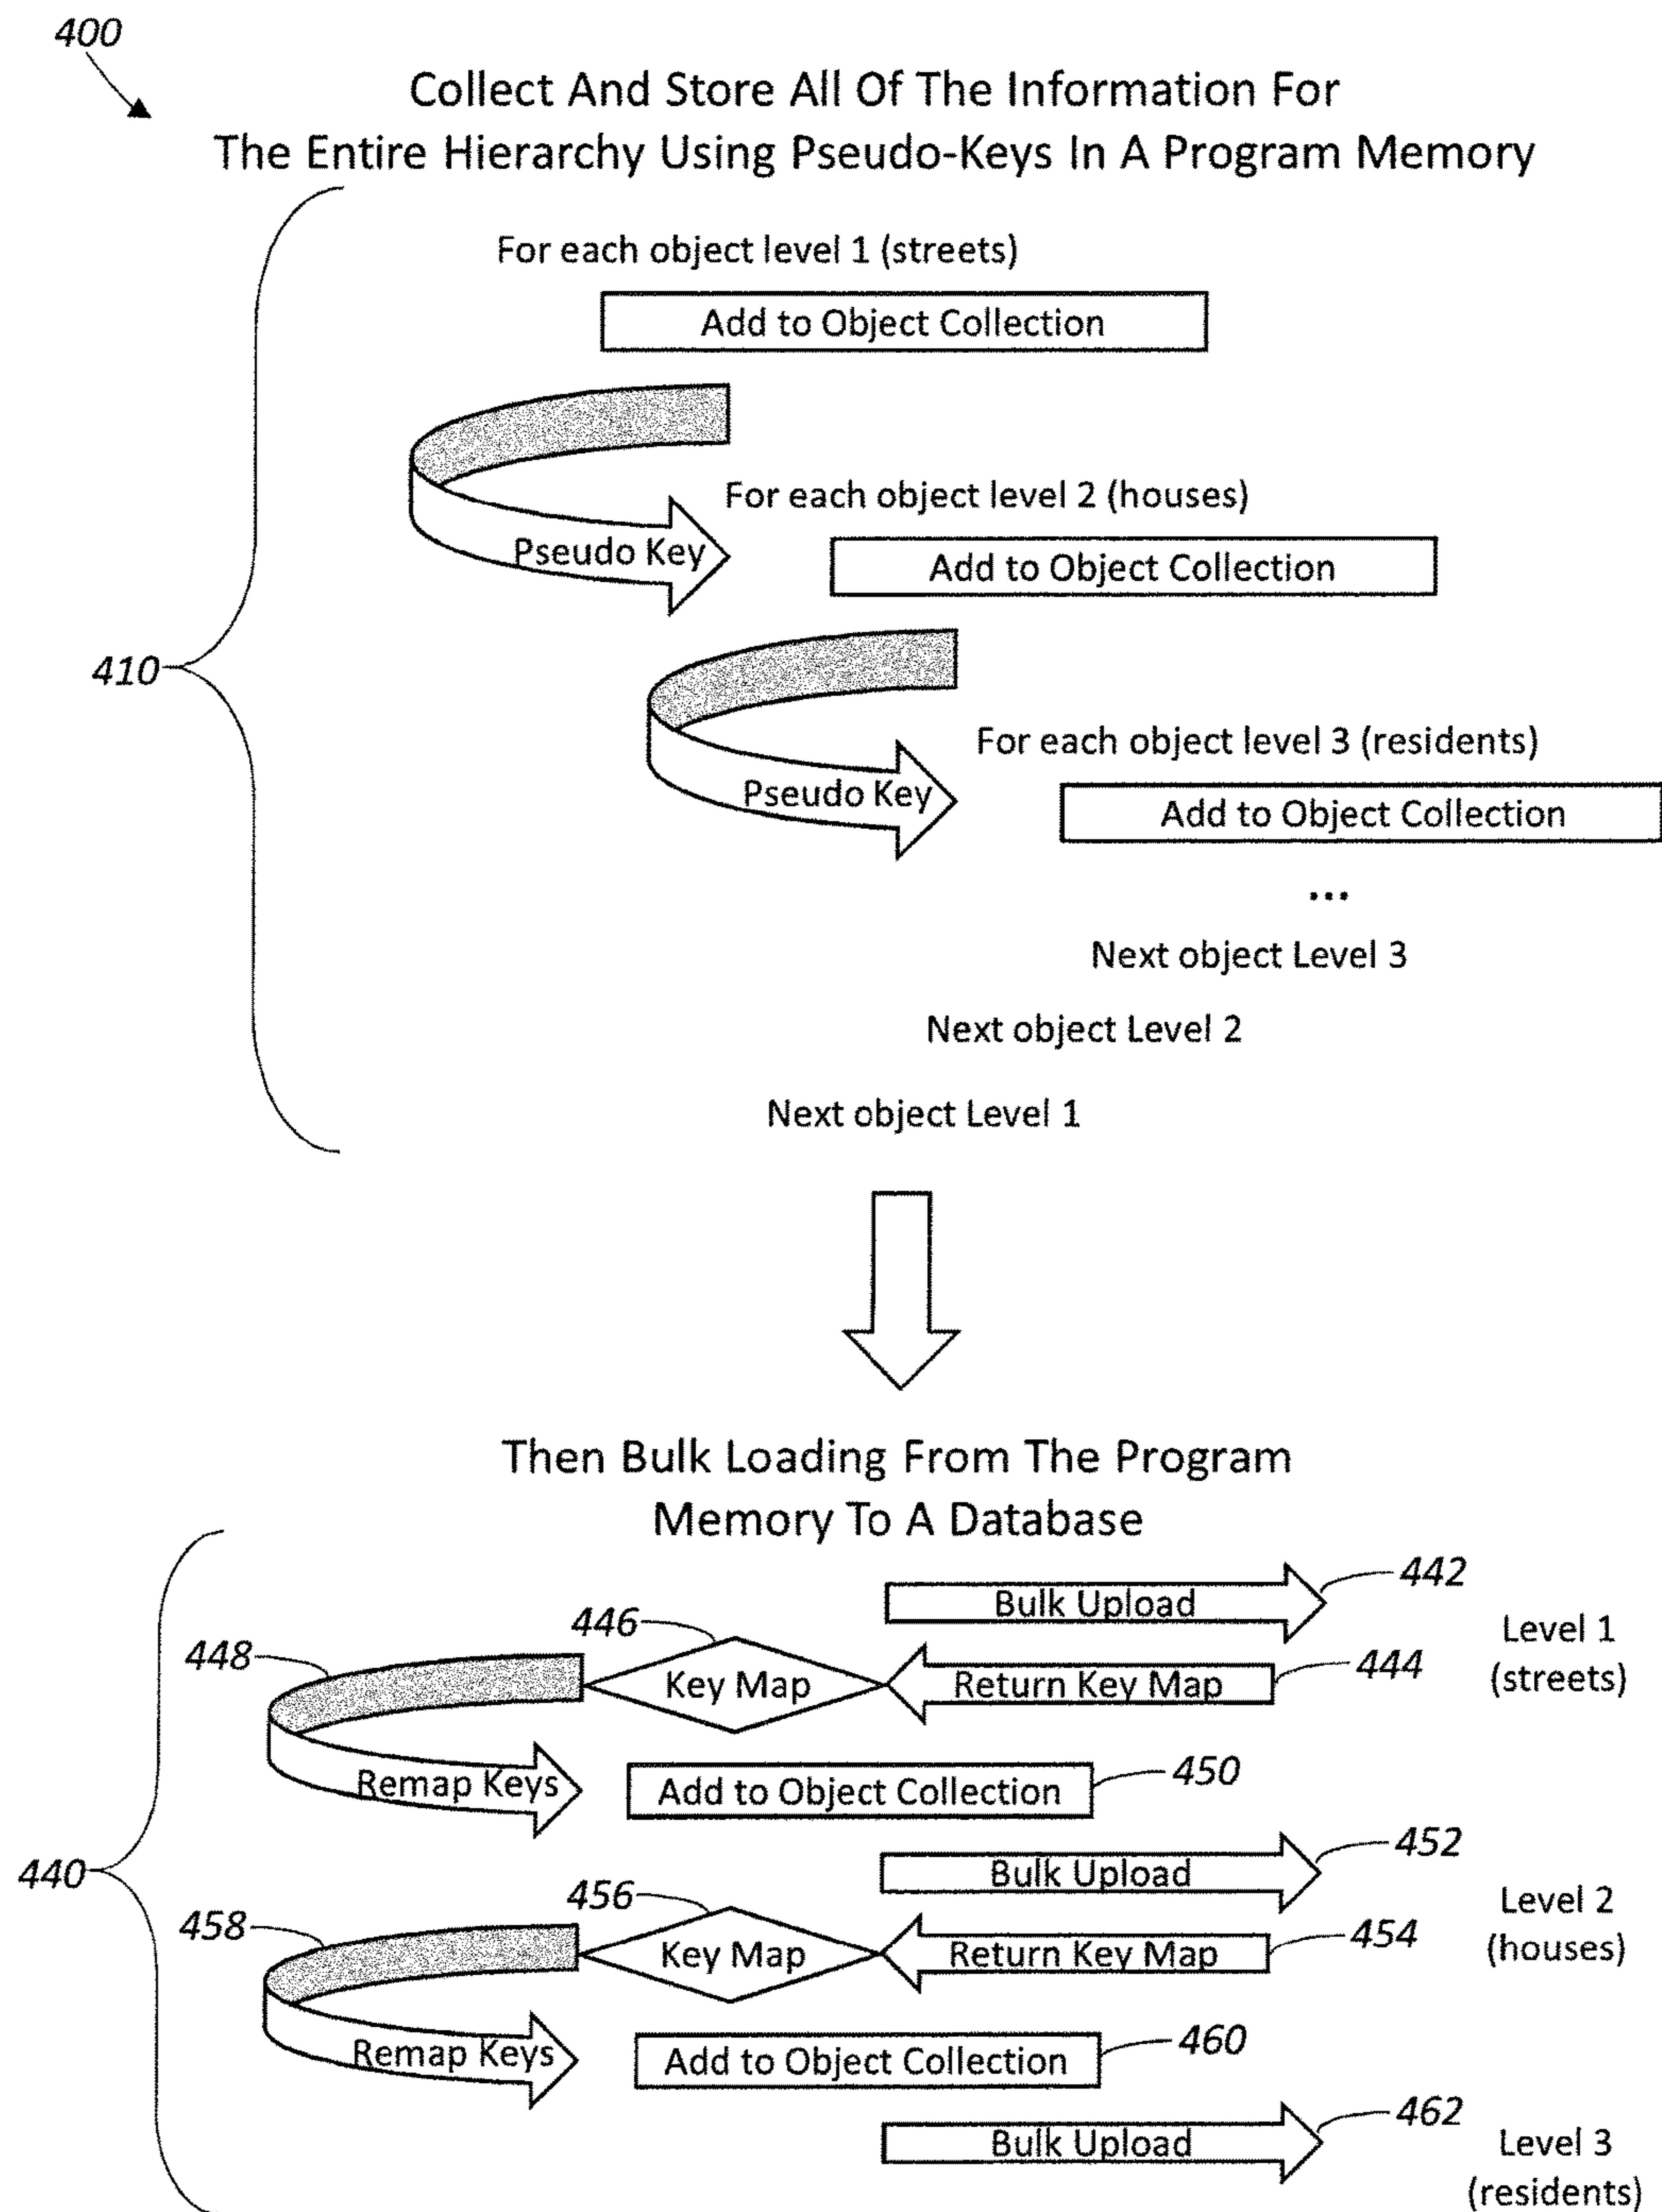 400
Collect And Store All Of The Information For
The Entire Hierarchy Using Pseudo-Keys In A Program Memory
For each object level 1 (streets)
Add to Object Collection
For each object level 2 (houses)
Pseudo Key
Add to Object Collection
410
For each object level 3 (residents)
Pseudo Key
Add to Object Collection
...
Next object Level 3
Next object Level 2
Next object Level 1
Then Bulk Loading From The Program
Memory To A Database
442
Bulk Upload
446
Level 1
(streets)
448
Key Map
Return Key Map
444
Remap Keys
Add to Object Collection
450
440
452
Bulk Upload
456
Level 2
(houses)
458
Key Map
Return Key Map
454
Remap Keys
Add to Object Collection
460
462
Bulk Upload
Level 3
(residents)